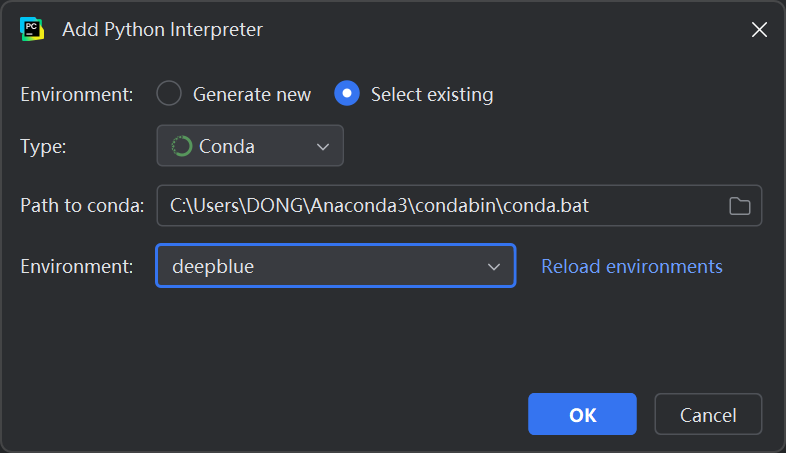 PC
Add Python Interpreter
Environment: Generate new Select existing
Type: Conda
Path to conda: C:\Users\DONG\Anaconda3\condabin\conda.bat
Environment: deepblue Reload environments
OK Cancel